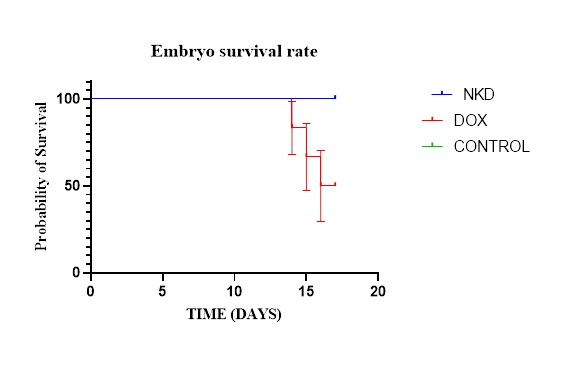 Embryo survival rate
Probability of Survival
100
50
0
0 5 10 15 20
TIME (DAYS)
NKD
DOX
CONTROL